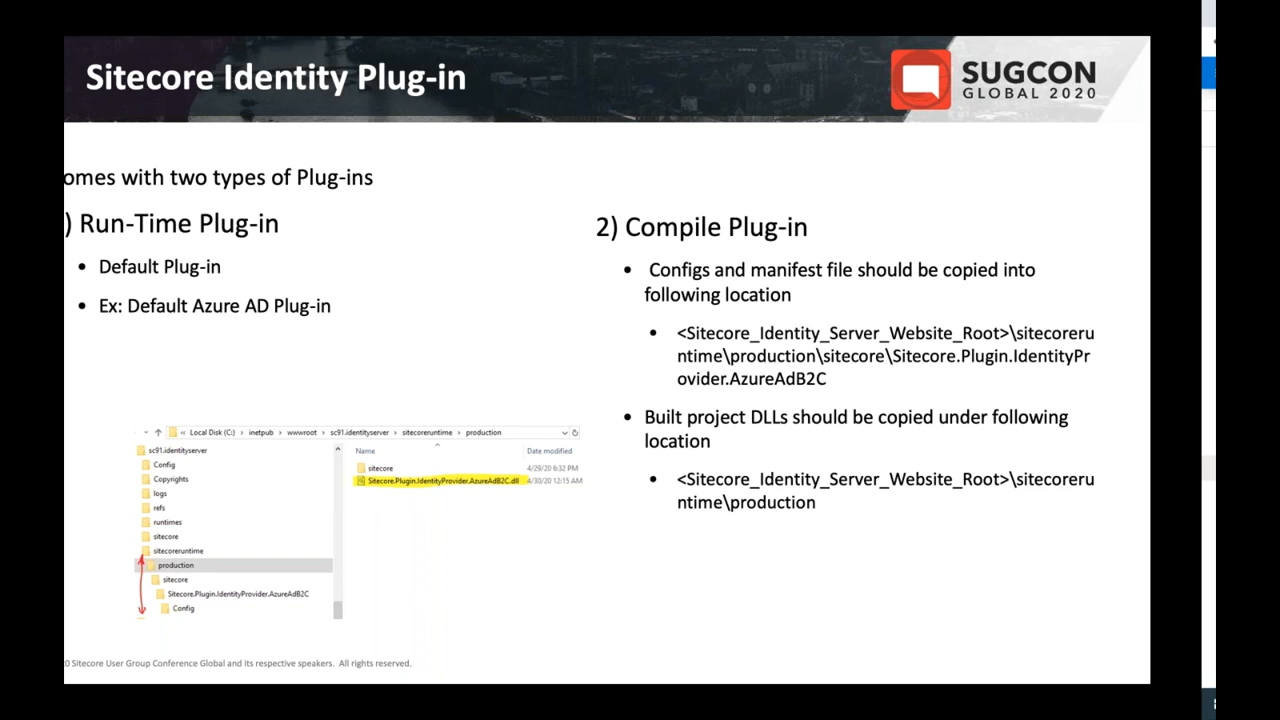 Sitecore Identity Plug-in
SUGCON
GLOBAL 2020
omes with two types of Plug-ins
) Run-Time Plug-in
• Default Plug-in
• Ex: Default Azure AD Plug-in
2) Compile Plug-in
• Configs and manifest file should be copied into
following location
• <Sitecore_Identity_Server_Website_Root>\sitecoreru
ntime\production\sitecore\Sitecore.Plugin.IdentityPr
ovider.AzureAdB2C
• Built project DLLs should be copied under following
location
• <Sitecore_Identity_Server_Website_Root>\sitecoreru
ntime\production
« Local Disk (C:) > inetpub > wwwroot > sc91.identityserver > sitecoreruntime > production
sc91.identityserver
Config
Copyrights
logs
refs
runtimes
sitecore
sitecoreruntime
production
sitecore
Sitecore.Plugin.IdentityProvider.AzureAdB2C
Config
Name Date modified
sitecore 4/29/20 6:32 PM
Sitecore.Plugin.IdentityProvider.AzureAdB2C.dll 4/30/20 12:15 AM
0 Sitecore User Group Conference Global and its respective speakers. All rights reserved.